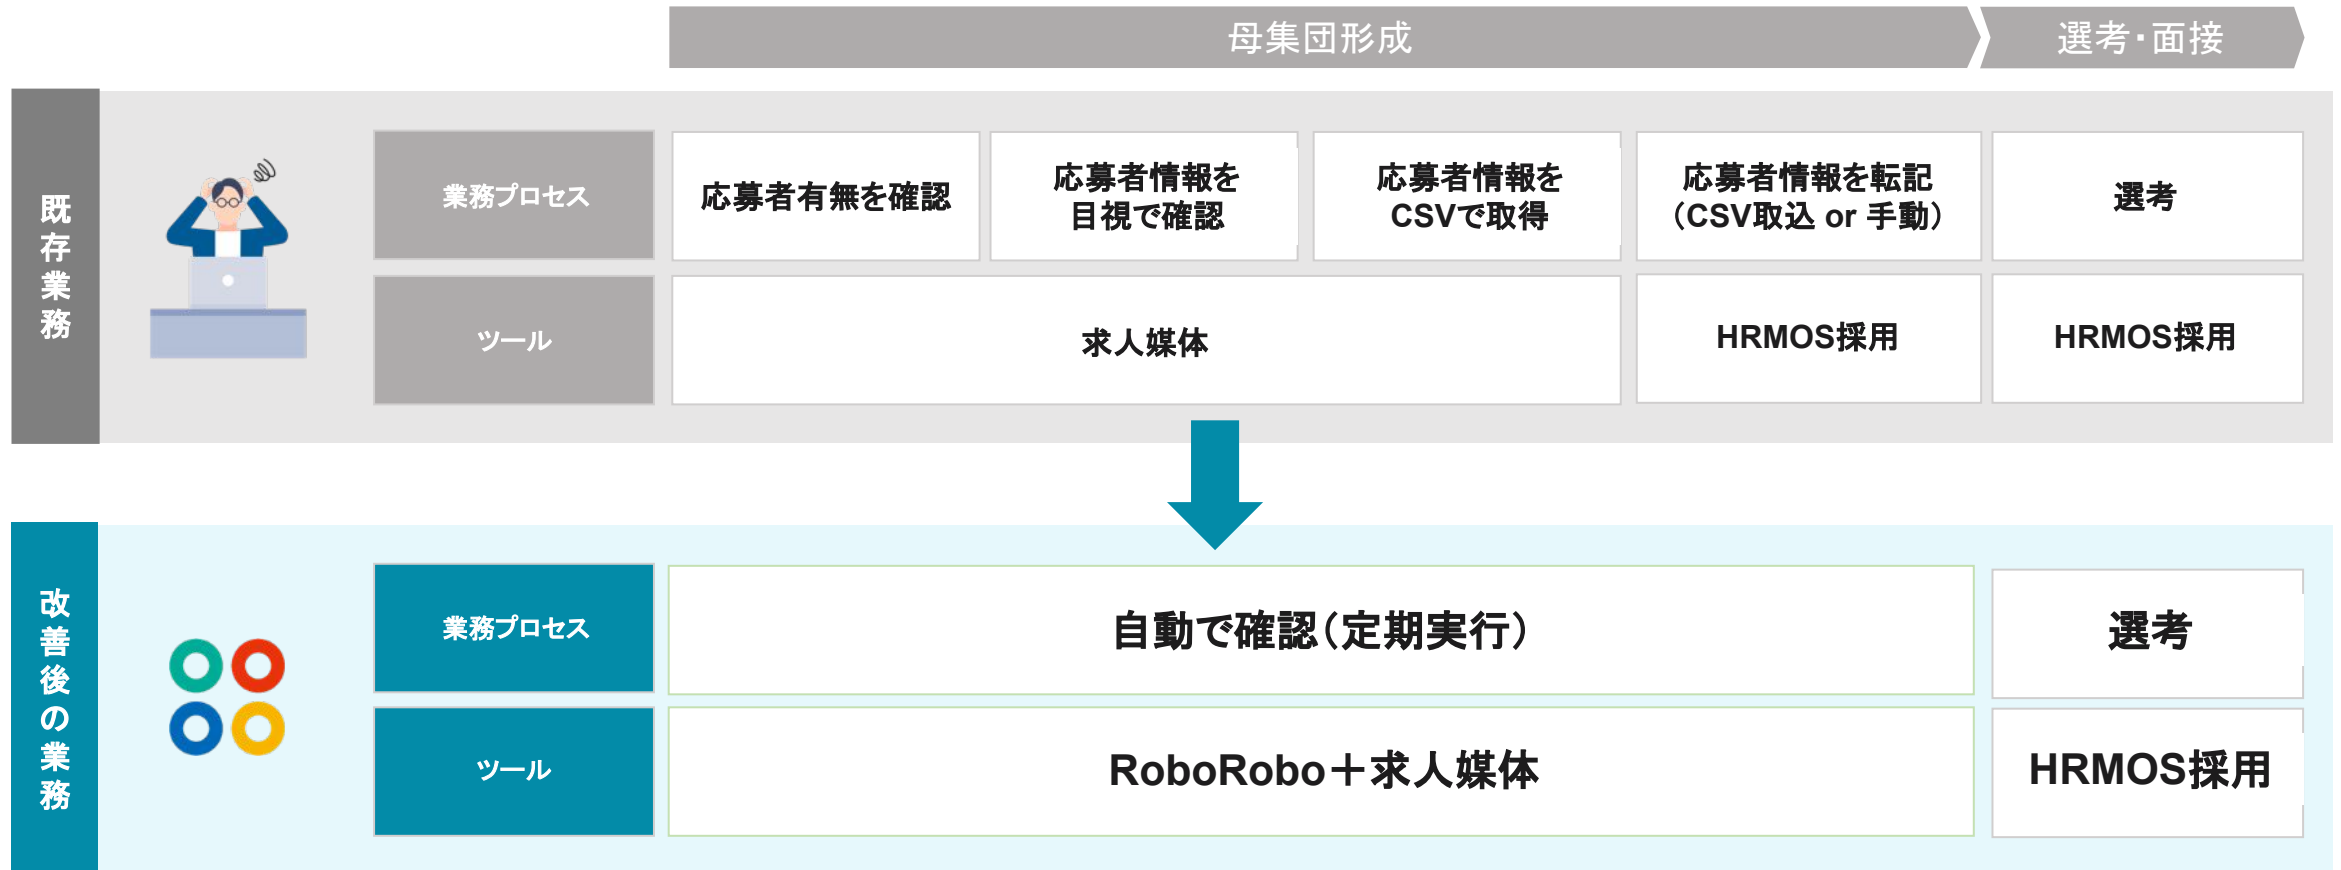 母集団形成
選考・面接
既存業務
業務プロセス
応募者有無を確認
応募者情報を
目視で確認
応募者情報を
CSVで取得
応募者情報を転記
（CSV取込 or 手動）
選考
ツール
求人媒体
HRMOS採用
HRMOS採用
改善後の業務
業務プロセス
自動で確認（定期実行）
選考
ツール
RoboRobo＋求人媒体
HRMOS採用